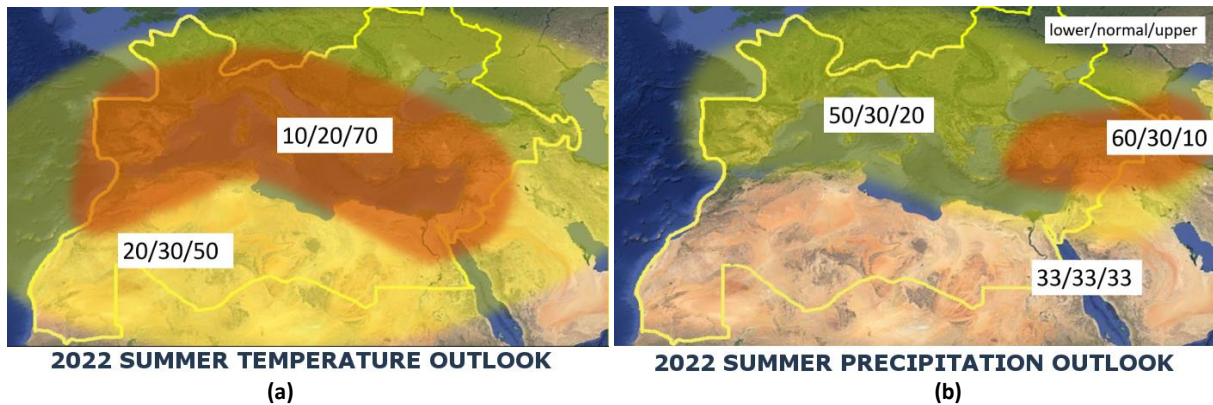 10/20/70
20/30/50
2022 SUMMER TEMPERATURE OUTLOOK
(a)
lower/normal/upper
50/30/20
60/30/10
33/33/33
2022 SUMMER PRECIPITATION OUTLOOK
(b)